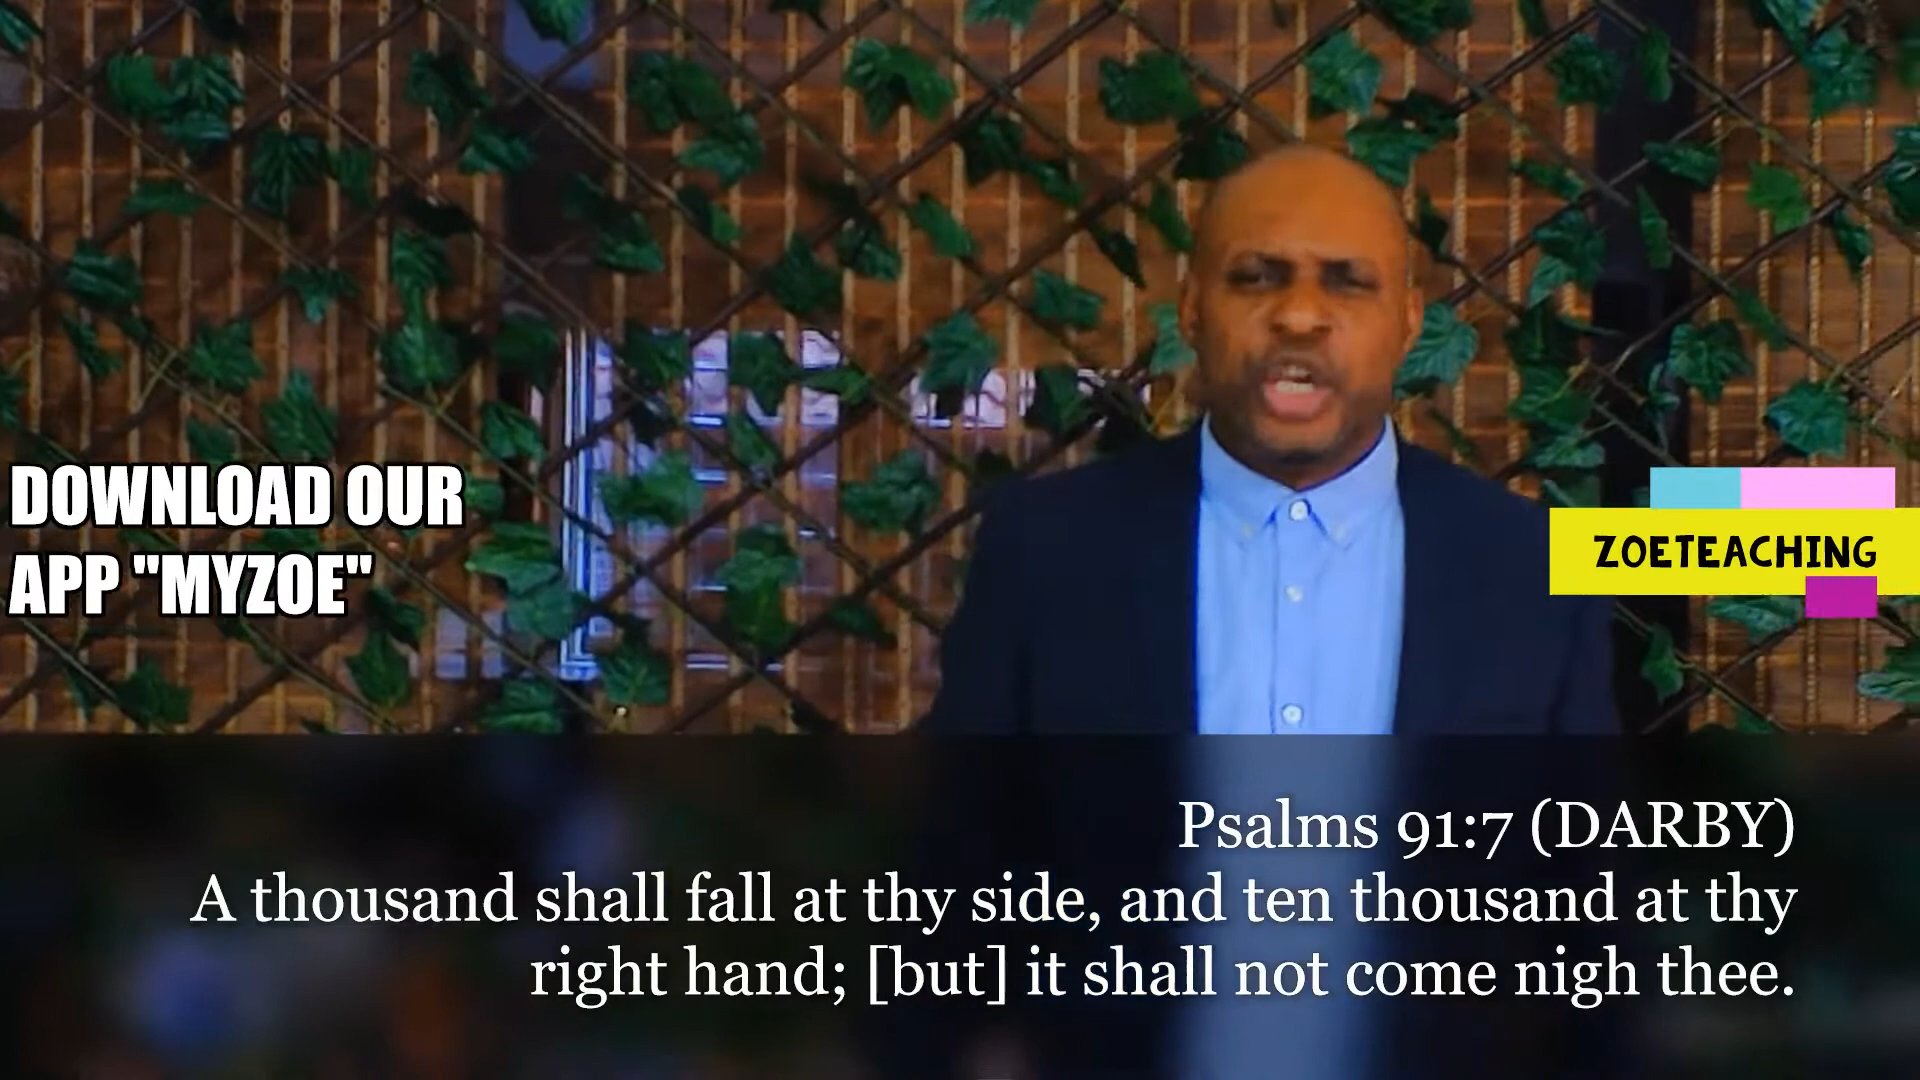 DOWNLOAD OUR
APP "MYZOE"
ZOETEACHING
Psalms 91:7 (DARBY)
A thousand shall fall at thy side, and ten thousand at thy
right hand; [but] it shall not come nigh thee.